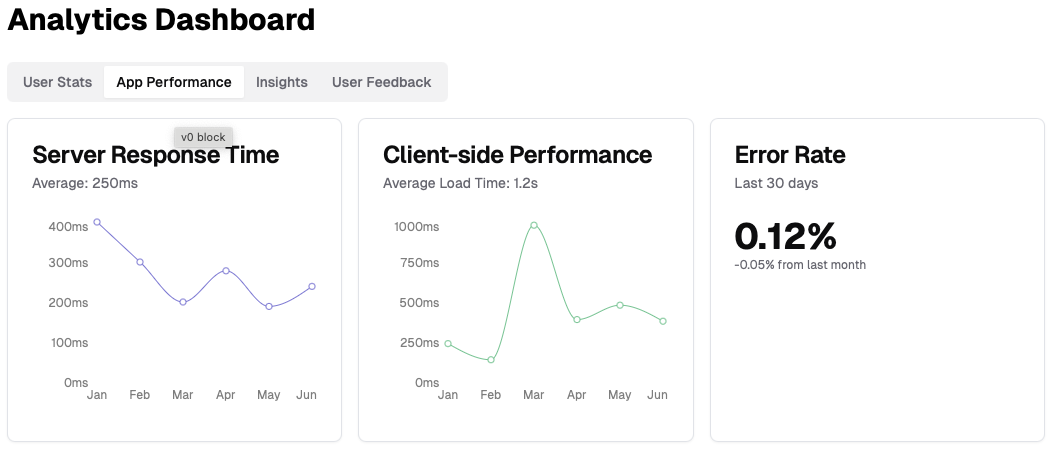 Analytics Dashboard
User Stats App Performance Insights User Feedback
v0 block
Server Response Time
Average: 250ms
400ms
300ms
200ms
100ms
0ms
Jan Feb Mar Apr May Jun
Client-side Performance
Average Load Time: 1.2s
1000ms
750ms
500ms
250ms
0ms
Jan Feb Mar Apr May Jun
Error Rate
Last 30 days
0.12%
-0.05% from last month